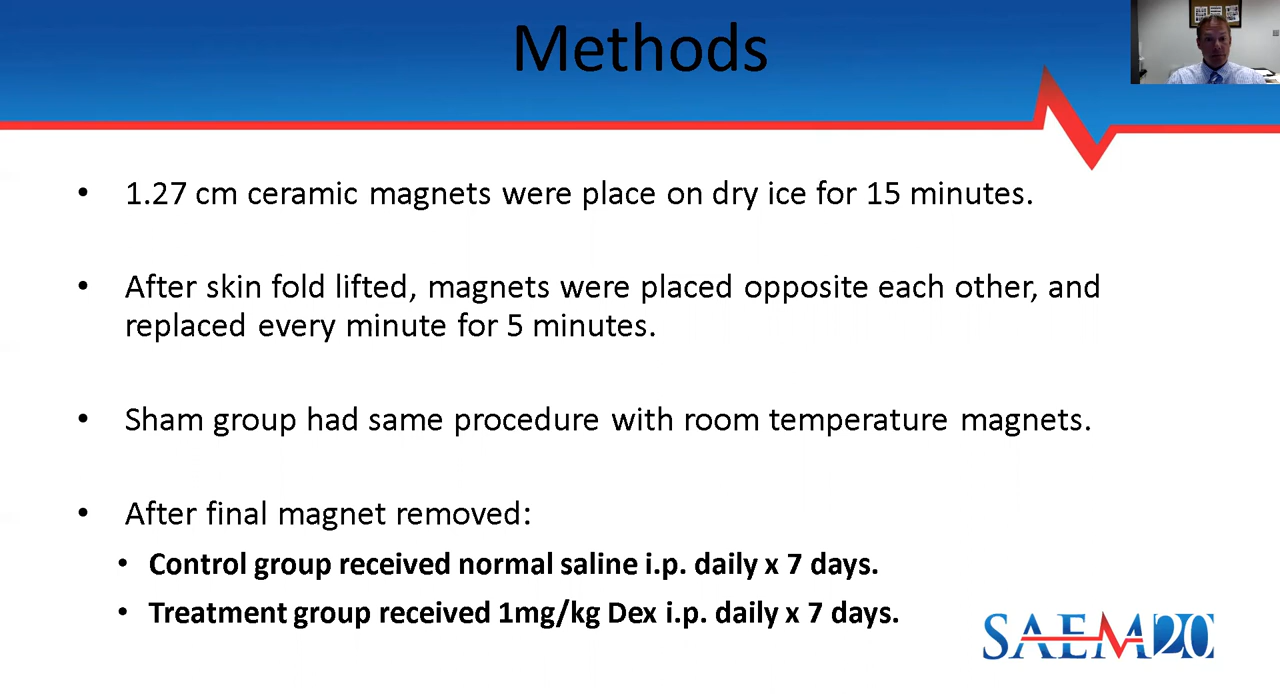 Methods
• 1.27 cm ceramic magnets were place on dry ice for 15 minutes.
• After skin fold lifted, magnets were placed opposite each other, and
replaced every minute for 5 minutes.
• Sham group had same procedure with room temperature magnets.
• After final magnet removed:
• Control group received normal saline i.p. daily x 7 days.
• Treatment group received 1mg/kg Dex i.p. daily x 7 days.
SAEM20